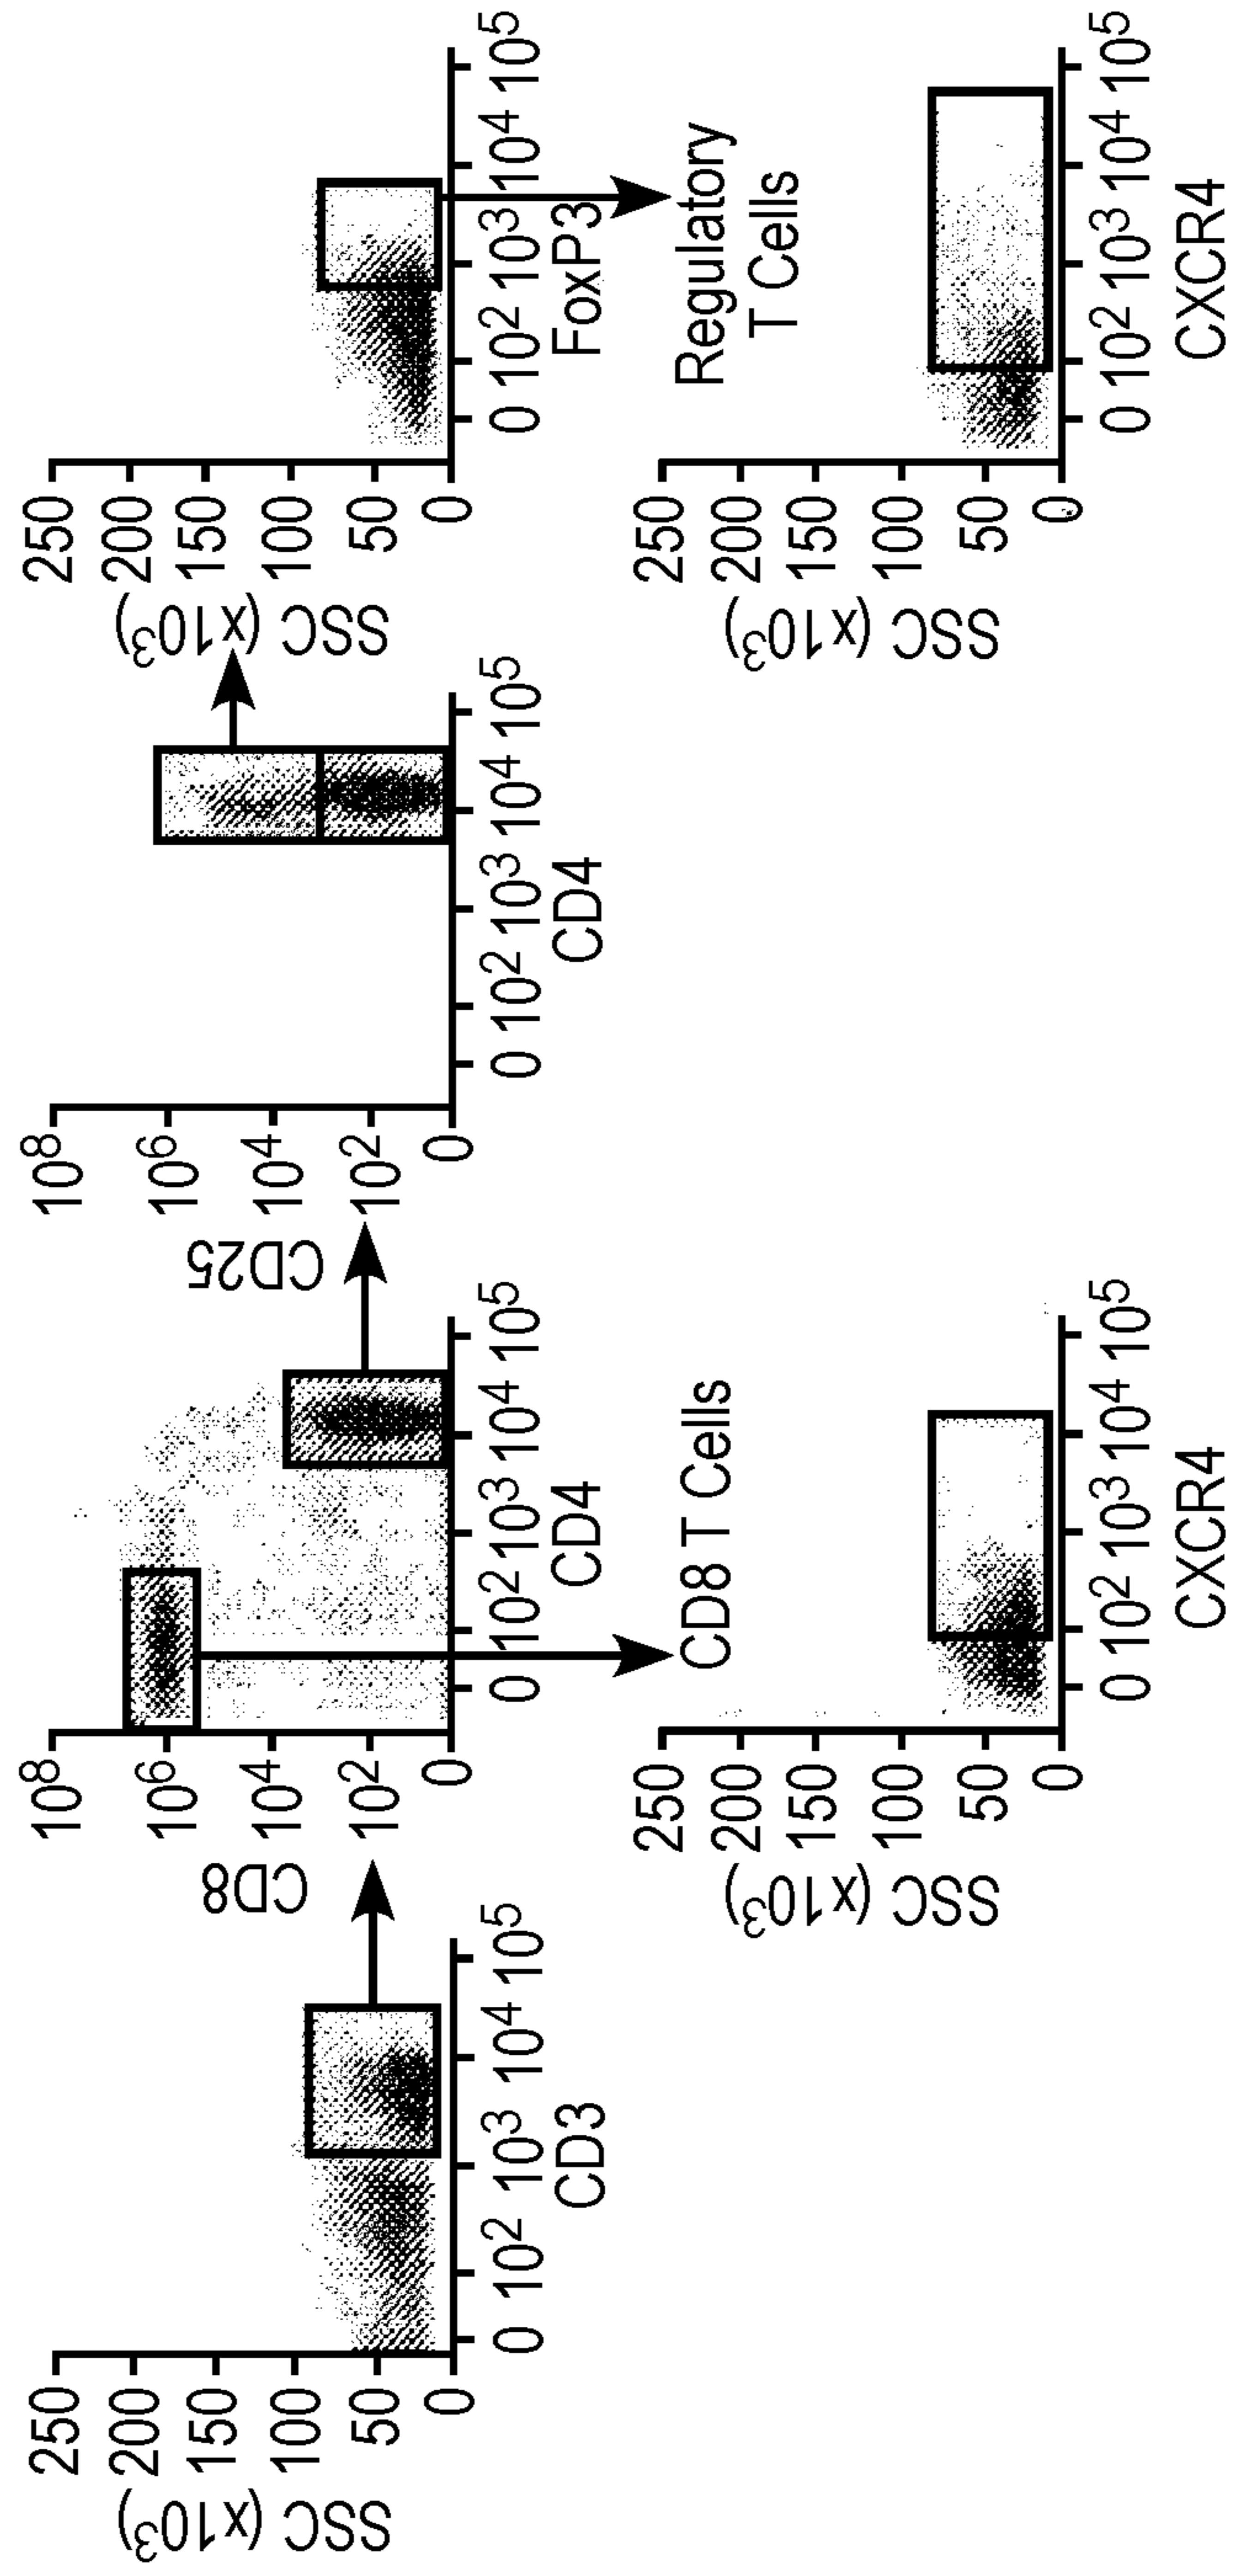 250
200
150
100
50
0
SSC (x10³)
0 10² 10³ 10⁴ 10⁵
CD3
10⁸
10⁶
10⁴
10²
0
CD8
0 10² 10³ 10⁴ 10⁵
CD4
10⁸
10⁶
10⁴
10²
0
CD25
0 10² 10³ 10⁴ 10⁵
CD4
250
200
150
100
50
0
SSC (x10³)
0 10² 10³ 10⁴ 10⁵
FoxP3
CD8 T Cells
250
200
150
100
50
0
SSC (x10³)
0 10² 10³ 10⁴ 10⁵
CXCR4
Regulatory
T Cells
250
200
150
100
50
0
SSC (x10³)
0 10² 10³ 10⁴ 10⁵
CXCR4